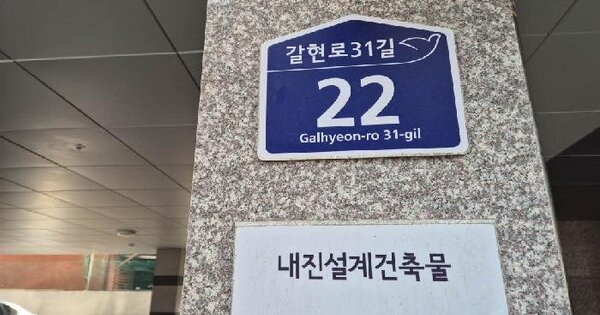 갈현로31길
22
Galhyeon-ro 31-gil
내진설계건축물